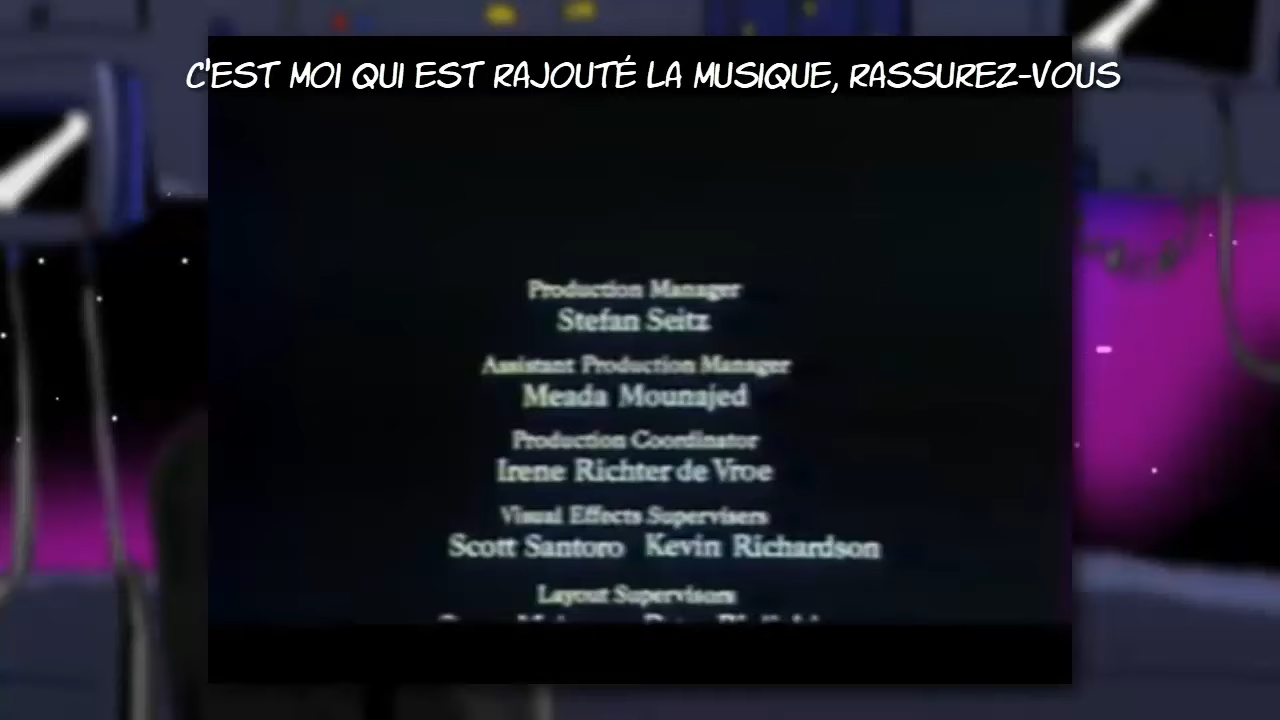 C'EST MOI QUI EST RAJOUTÉ LA MUSIQUE, RASSUREZ-VOUS
Production Manager
Stefan Seitz
Assistant Production Manager
Meada Mounajed
Production Coordinator
Irene Richter de Vroe
Visual Effects Supervisers
Scott Santoro Kevin Richardson
Layout Supervisors